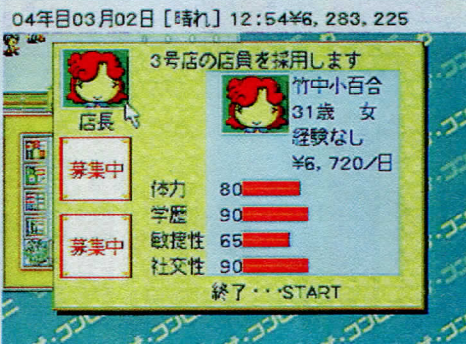 04年目03月02日[晴れ]12:54¥6,283,225
3号店の店員を採用します
竹中小百合
31歳 女
経験なし
¥6,720/日
店長
募集中
募集中
体力 80
学歴 90
敏捷性 65
社交性 90
終了・・・START